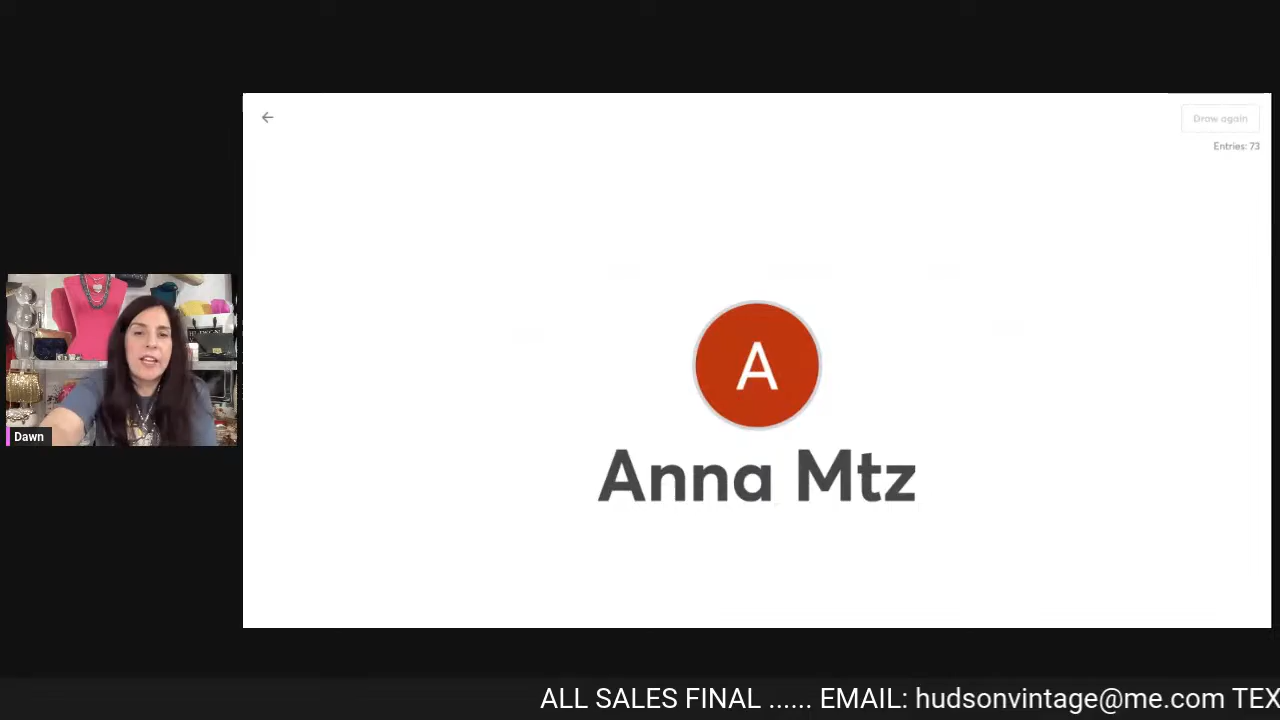 Draw again
Entries: 73
A
Anna Mtz
Dawn
ALL SALES FINAL ...... EMAIL: hudsonvintage@me.com TEX